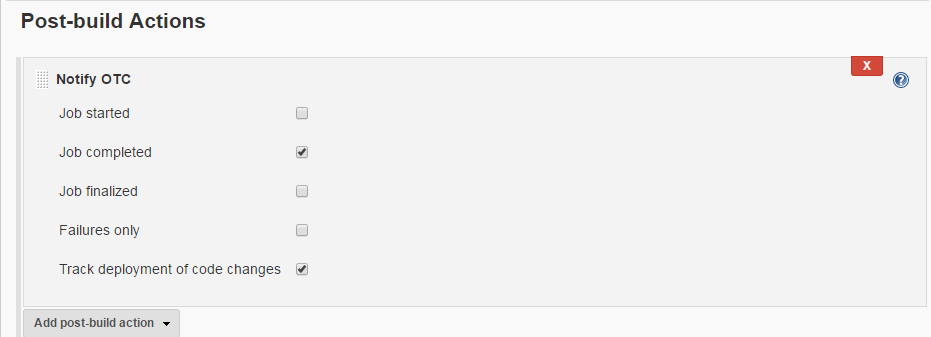 Post-build Actions
X
Notify OTC
?
Job started
Job completed
Job finalized
Failures only
Track deployment of code changes
Add post-build action